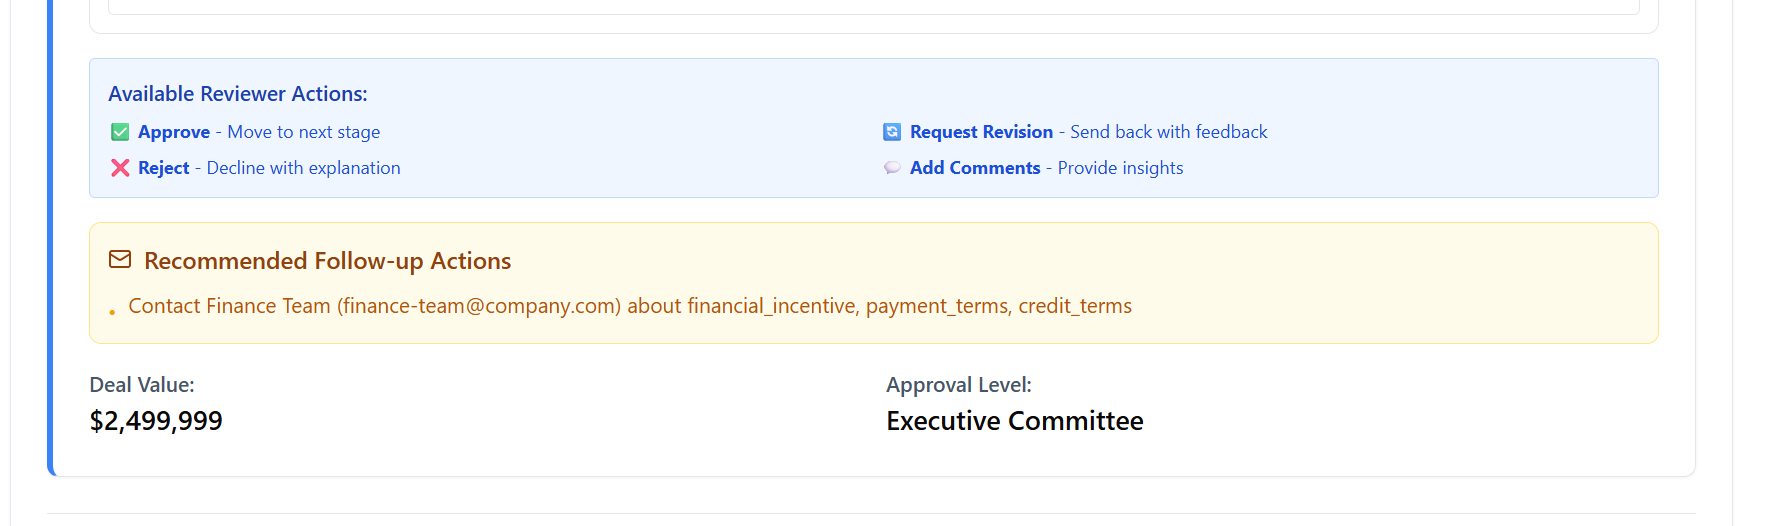 Available Reviewer Actions:
✅ Approve - Move to next stage
🔄 Request Revision - Send back with feedback
❌ Reject - Decline with explanation
💬 Add Comments - Provide insights
Recommended Follow-up Actions
• Contact Finance Team (finance-team@company.com) about financial_incentive, payment_terms, credit_terms
Deal Value:
$2,499,999
Approval Level:
Executive Committee